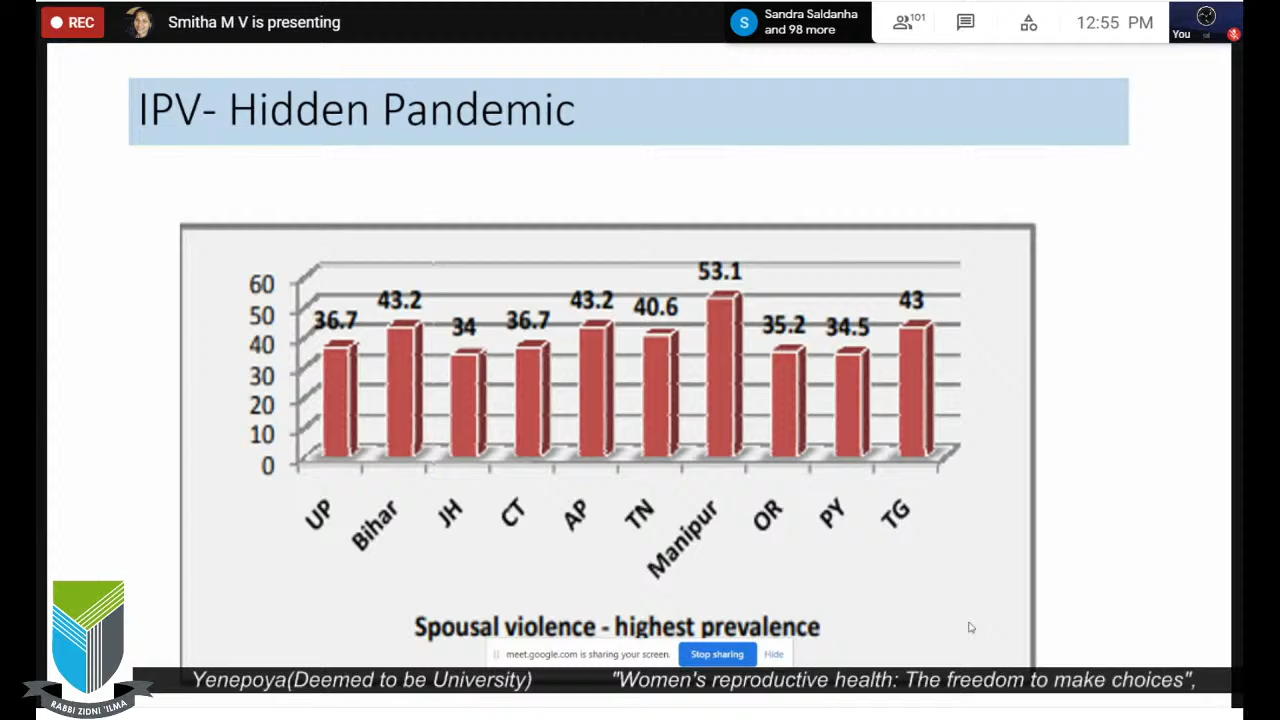 REC
Smitha M V is presenting
S
Sandra Saldanha
and 98 more
101
12:55 PM
You
IPV- Hidden Pandemic
60
50
40
30
20
10
0
36.7
43.2
34
36.7
43.2
40.6
53.1
35.2
34.5
43
UP
Bihar
JH
CT
AP
TN
Manipur
OR
PY
TG
Spousal violence - highest prevalence
meet.google.com is sharing your screen.
Stop sharing
Hide
Yenepoya(Deemed to be University) "Women's reproductive health: The freedom to make choices",
RABBI ZIDNI 'ILMA